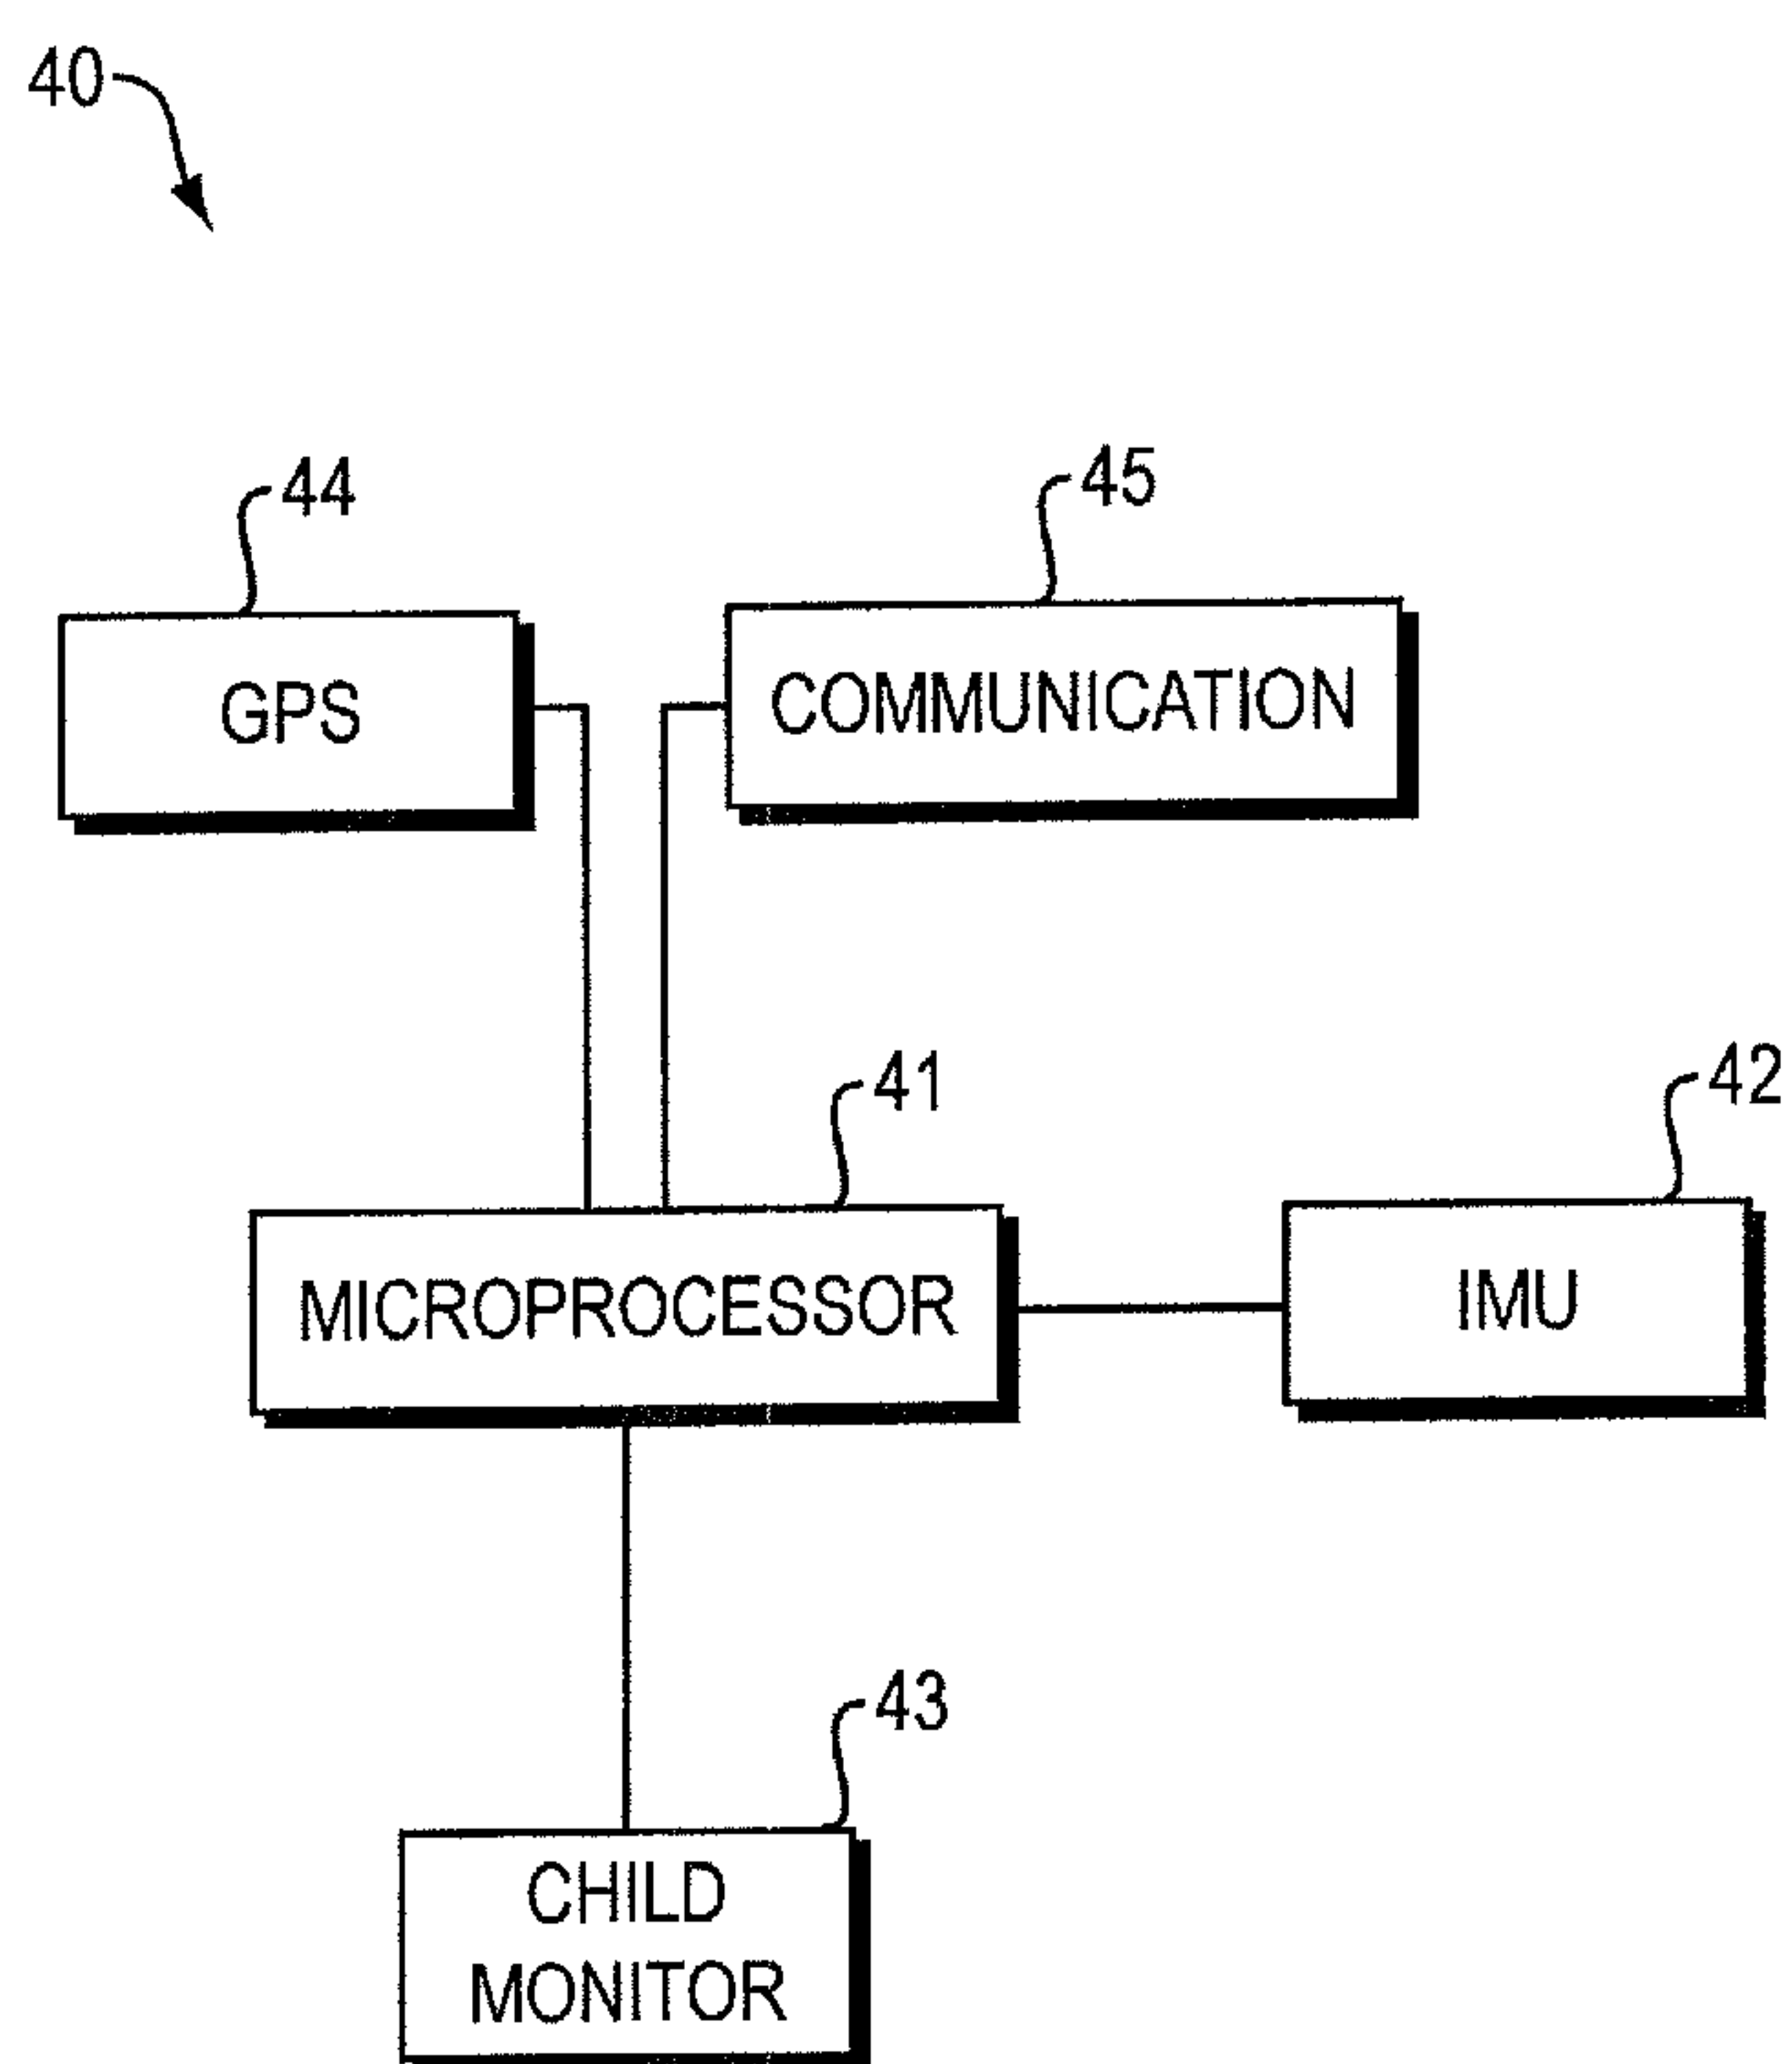 40
44
45
GPS
COMMUNICATION
41
42
MICROPROCESSOR
IMU
43
CHILD
MONITOR